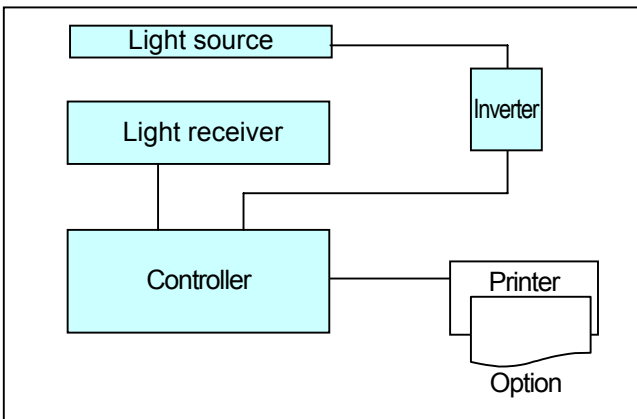 Light source
Inverter
Light receiver
Controller
Printer
Option